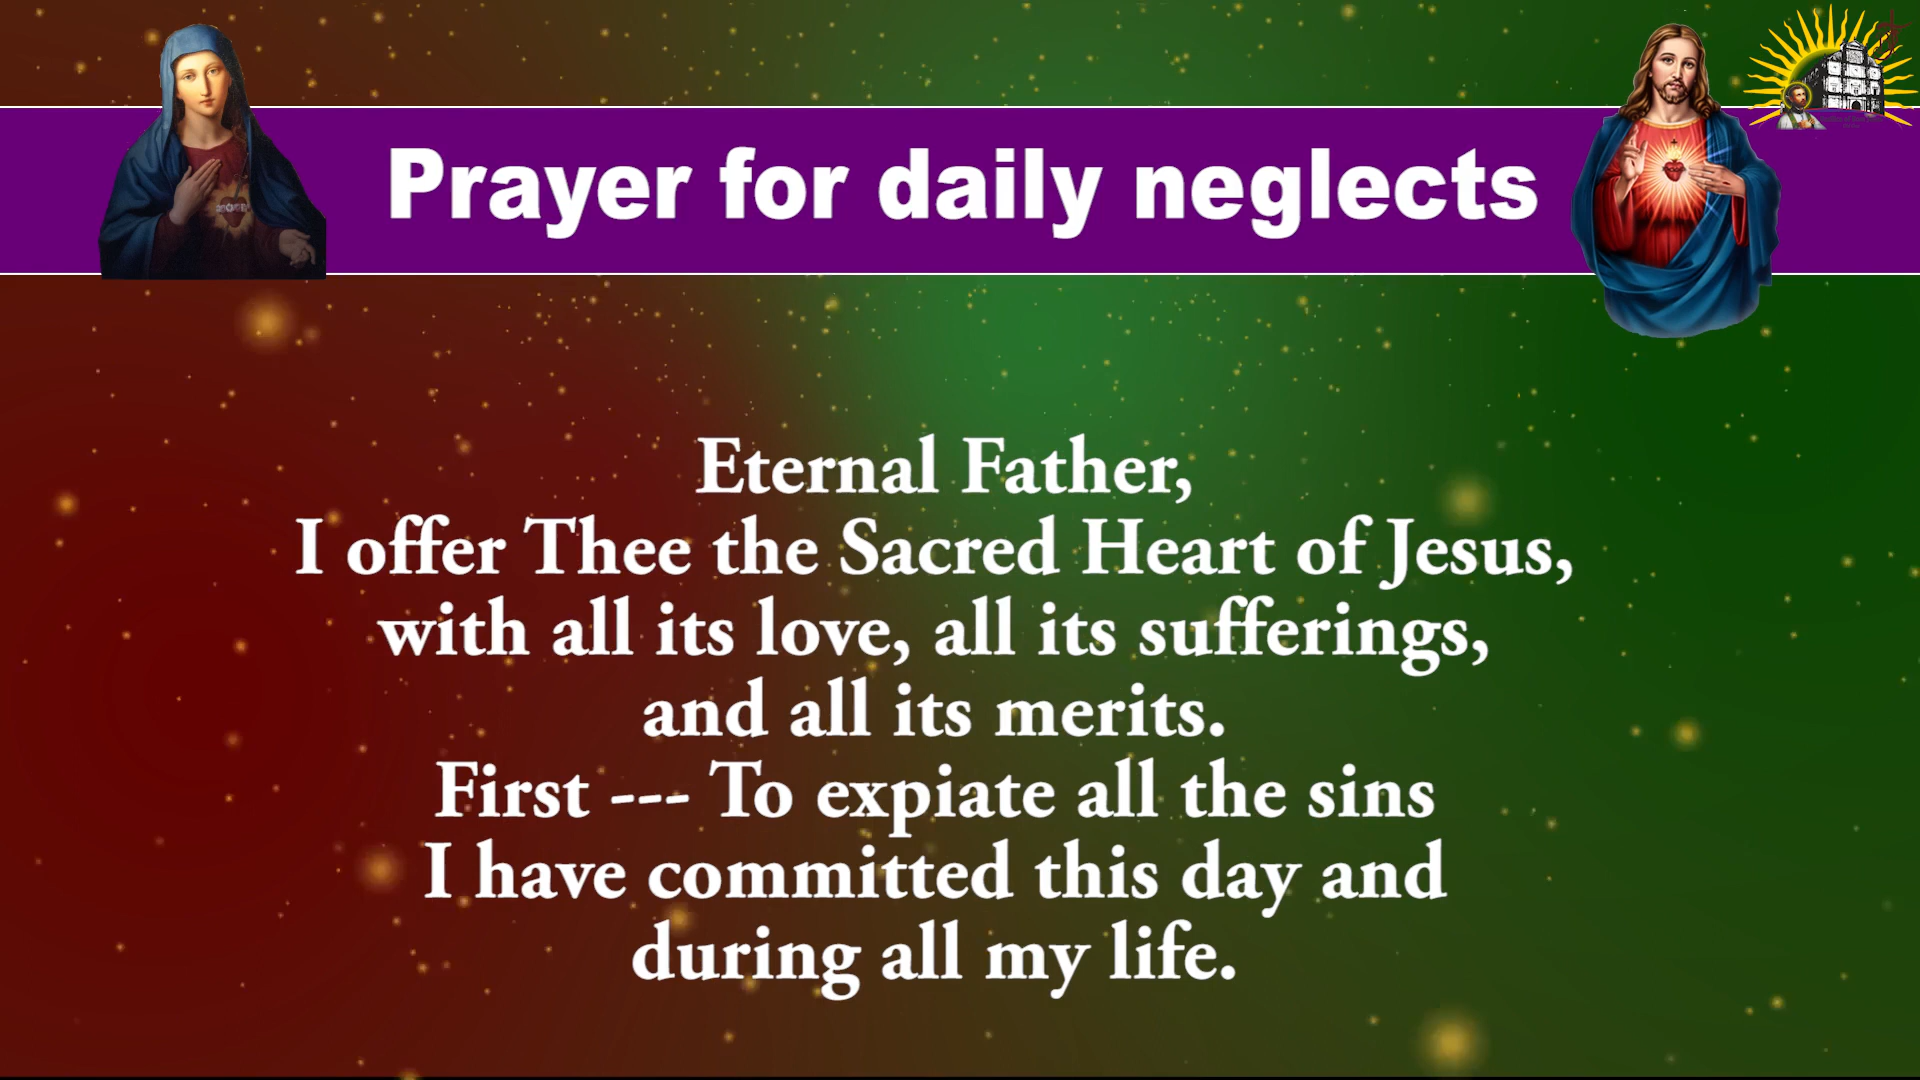 Prayer for daily neglects
Eternal Father,
I offer Thee the Sacred Heart of Jesus,
with all its love, all its sufferings,
and all its merits.
First --- To expiate all the sins
I have committed this day and
during all my life.